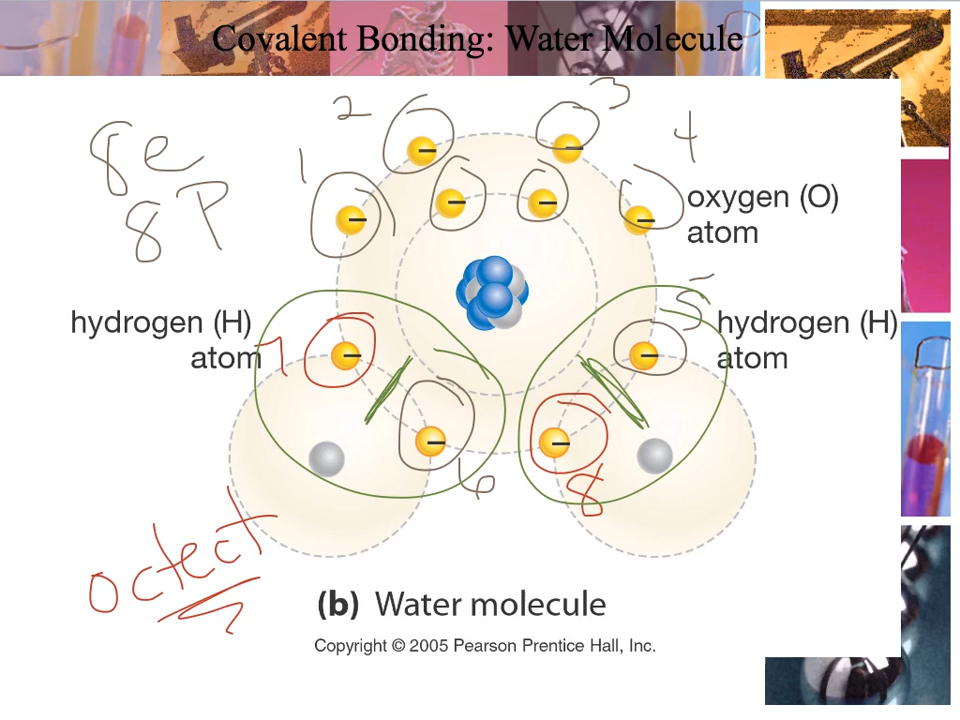 Covalent Bonding: Water Molecule
2
3
8e
1
4
8P
oxygen (O)
atom
5
hydrogen (H)
atom
7
hydrogen (H)
atom
6
8
octect
(b) Water molecule
Copyright © 2005 Pearson Prentice Hall, Inc.